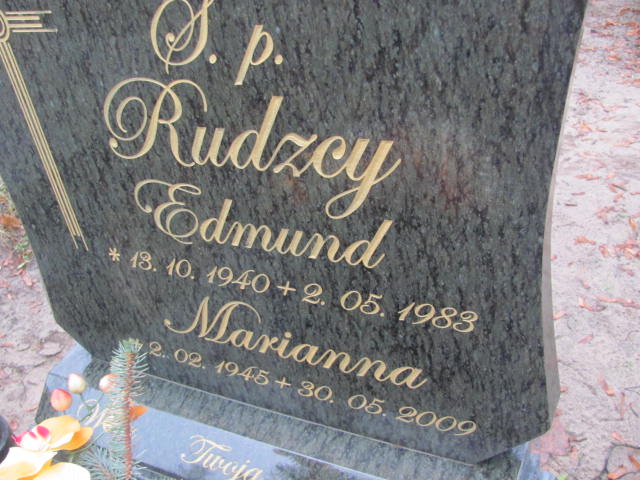 Ś. p.
Rudzcy
Edmund
* 13. 10. 1940 + 2. 05. 1983
Marianna
2. 02. 1945 + 30. 05. 2009
Twoja